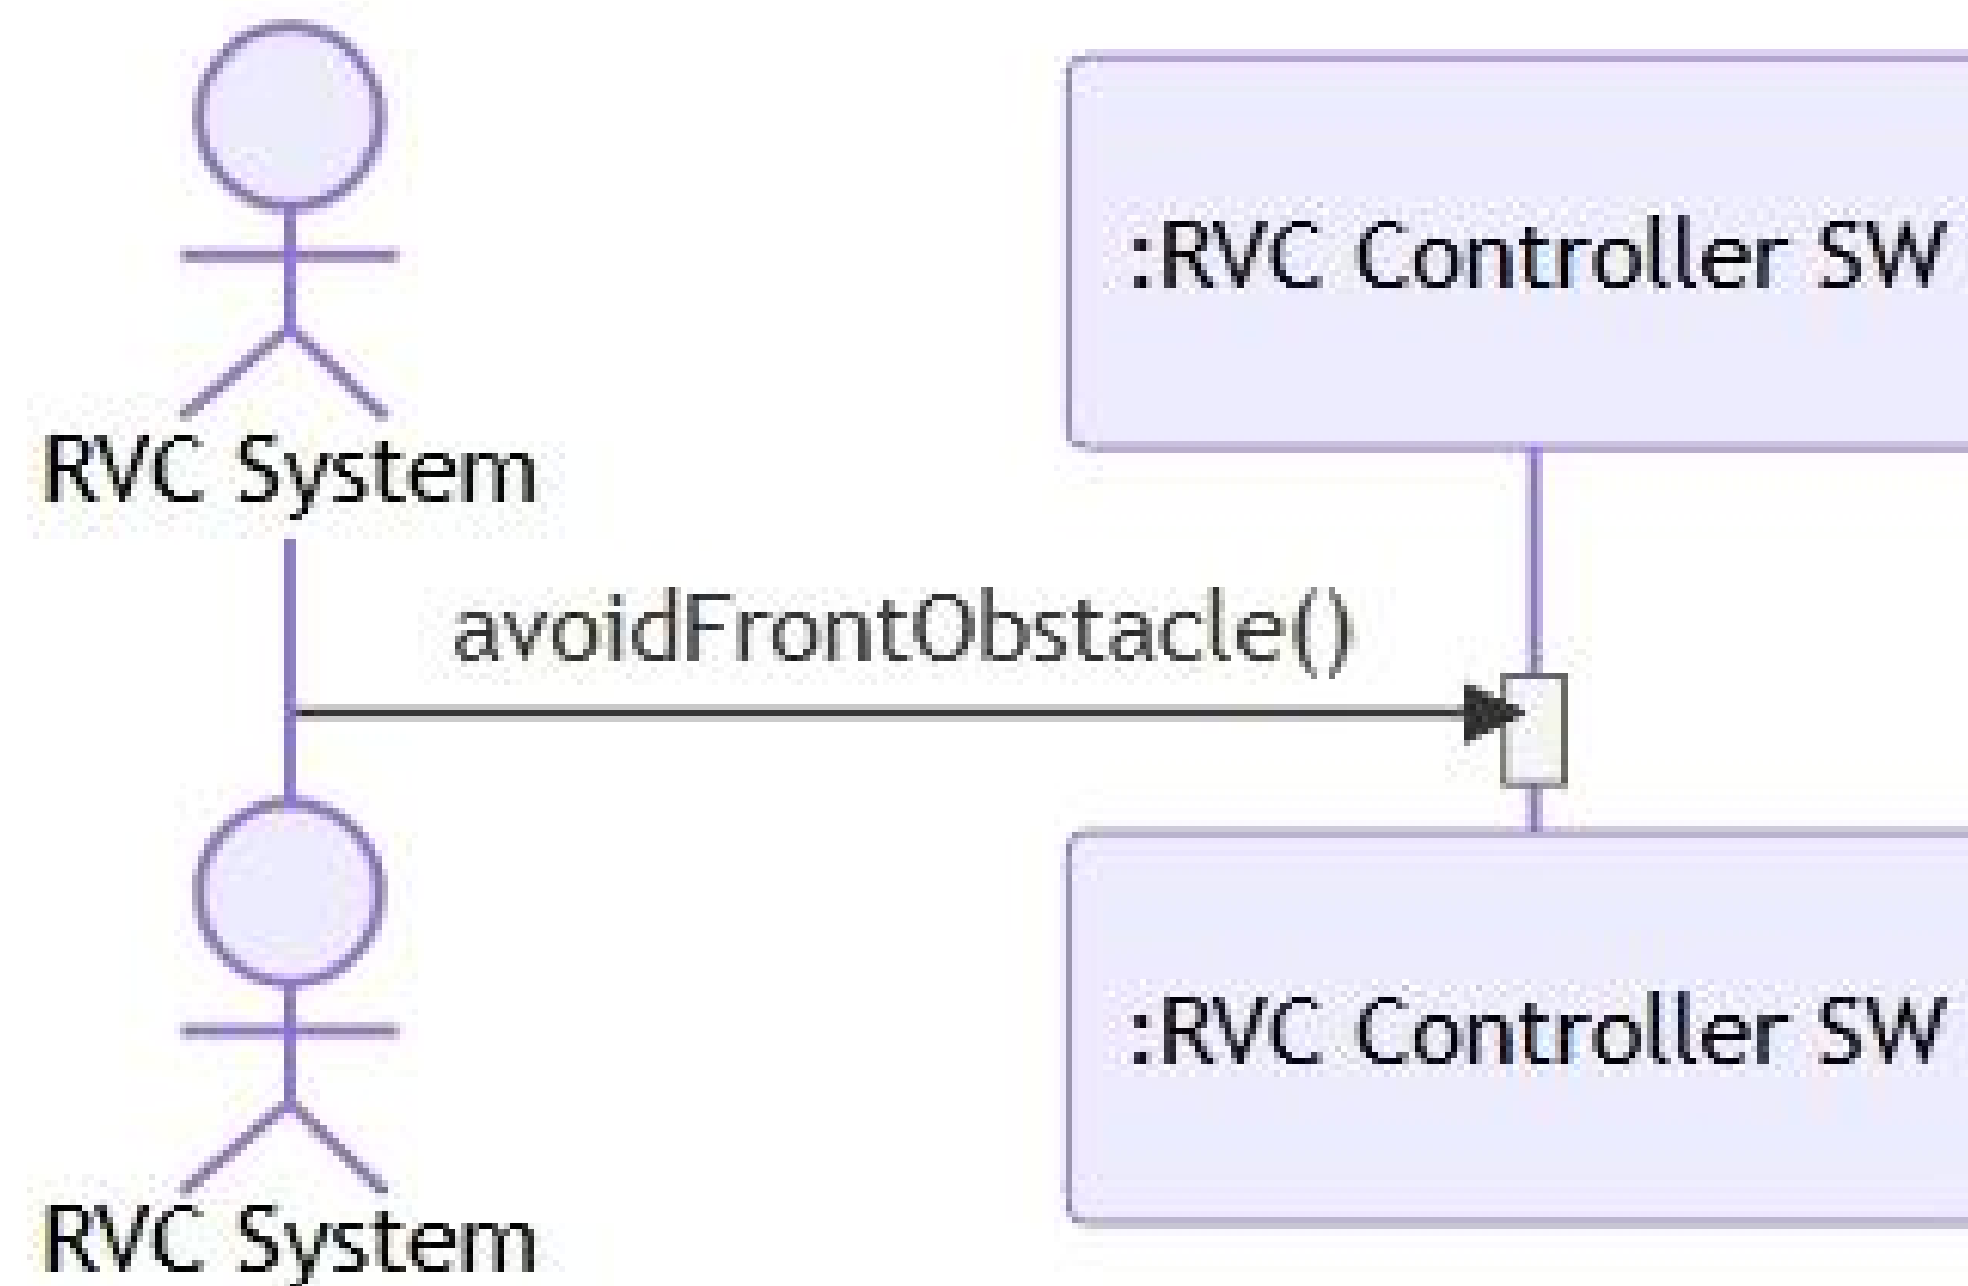 :RVC Controller SW
RVC System
avoidFrontObstacle()
:RVC Controller SW
RVC System